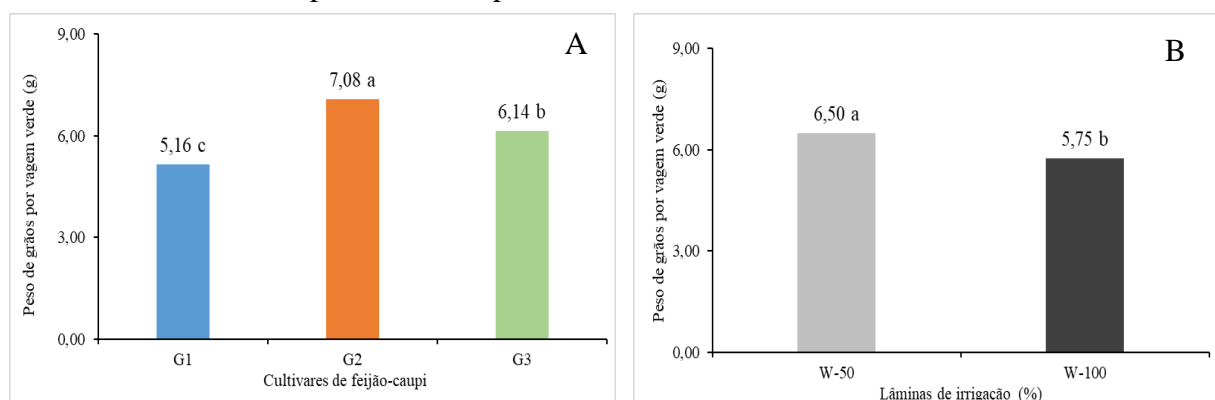 A
Peso de grãos por vagem verde (g)
9,00
6,00
3,00
0,00
5,16 c
7,08 a
6,14 b
G1
G2
G3
Cultivares de feijão-caupi
B
Peso de grãos por vagem verde (g)
9,00
6,00
3,00
0,00
6,50 a
5,75 b
W-50
W-100
Lâminas de irrigação (%)